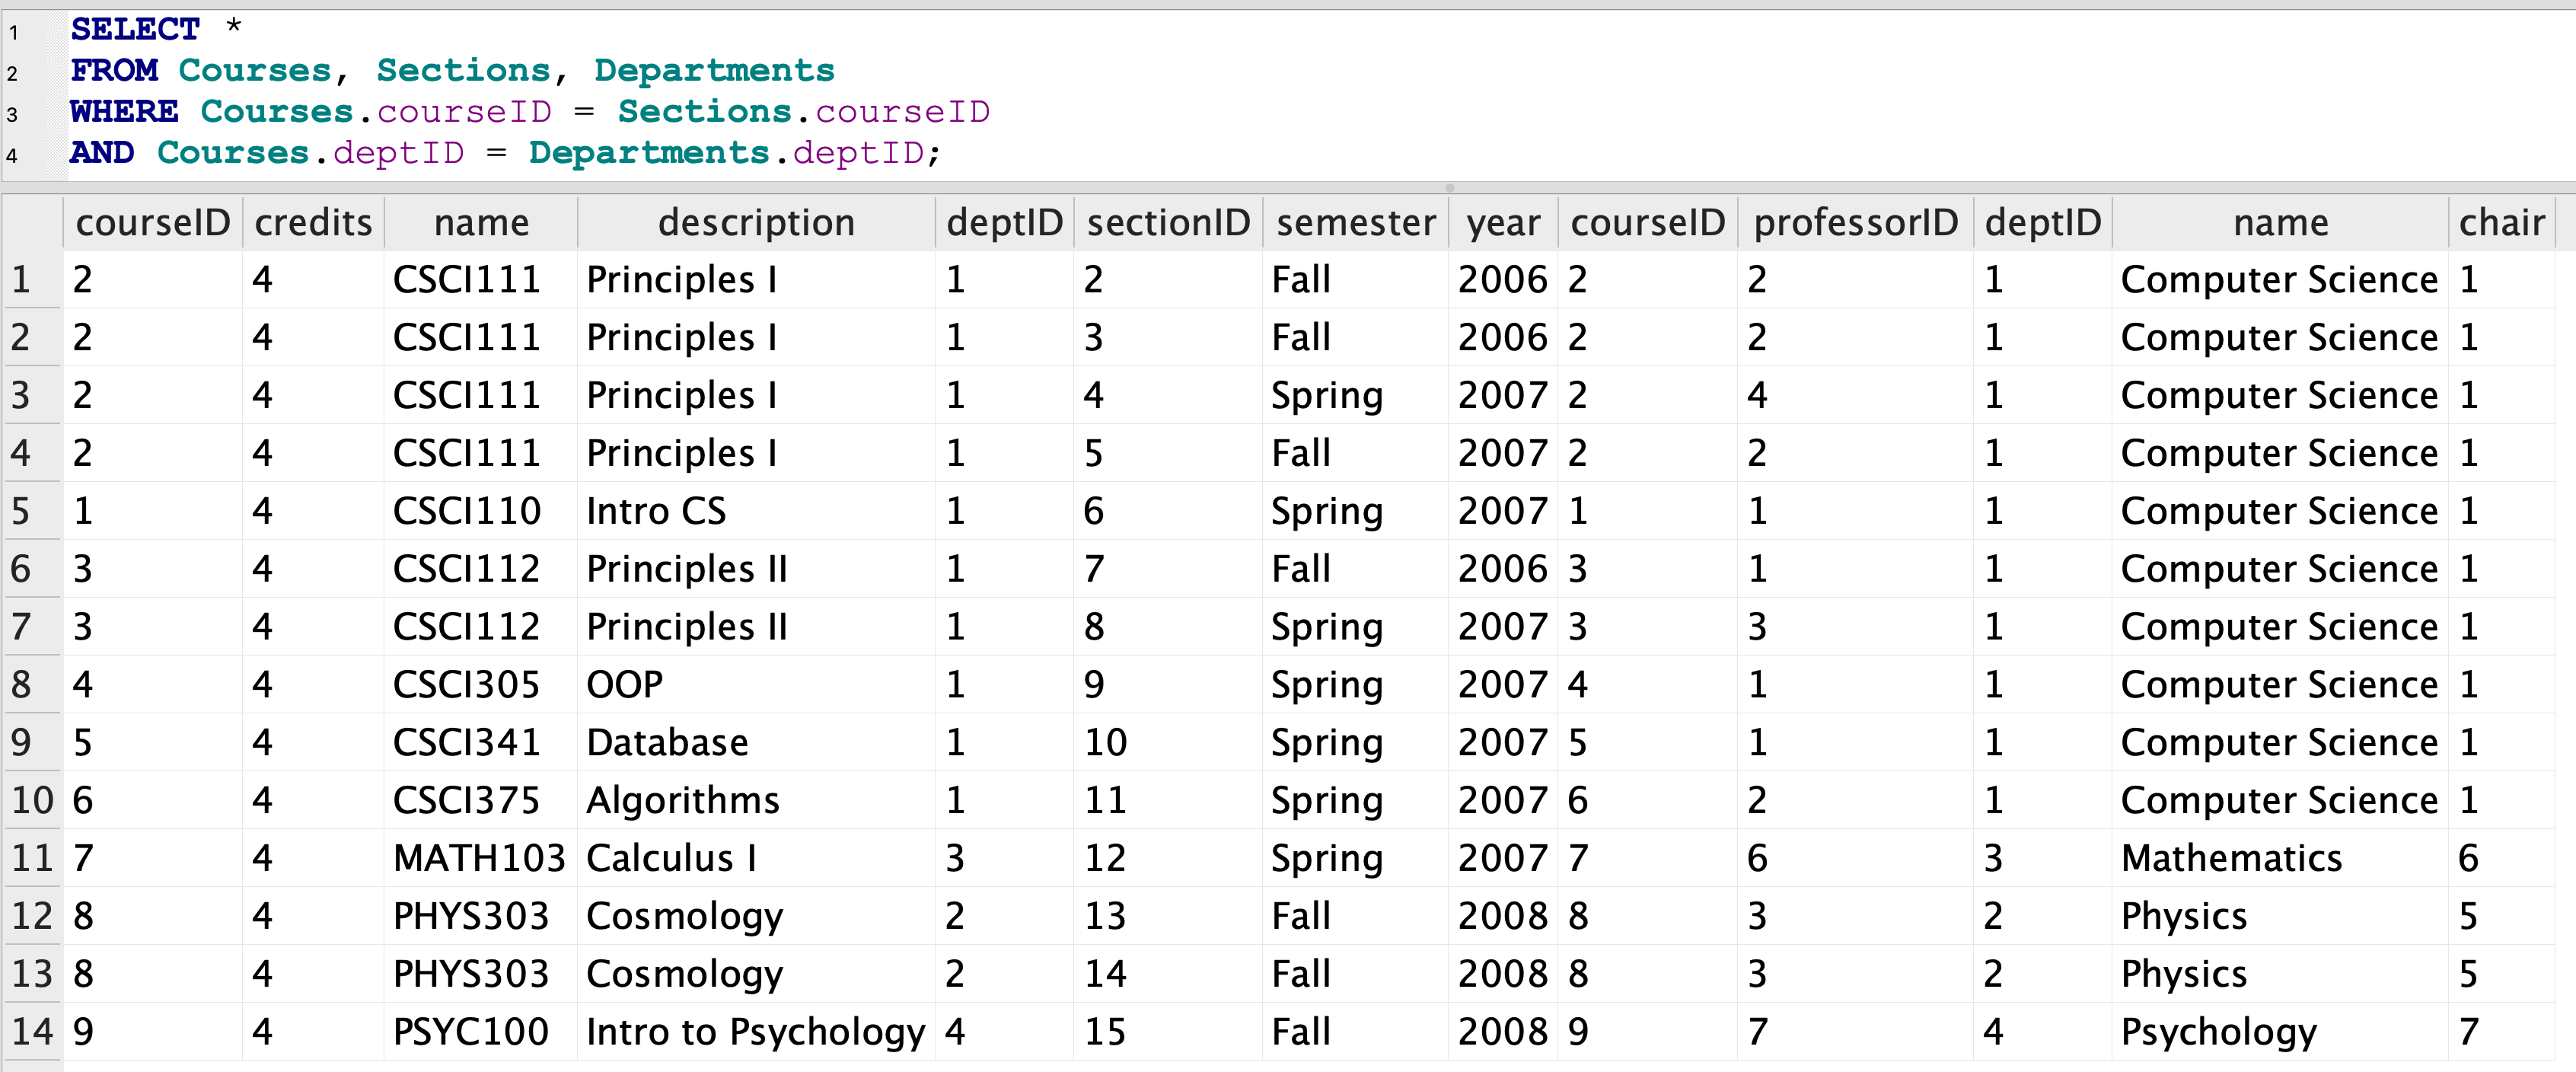 1 SELECT *
2 FROM Courses, Sections, Departments
3 WHERE Courses.courseID = Sections.courseID
4 AND Courses.deptID = Departments.deptID;
courseID credits name description deptID sectionID semester year courseID professorID deptID name chair
1 2 4 CSCI111 Principles I 1 2 Fall 2006 2 2 1 Computer Science 1
2 2 4 CSCI111 Principles I 1 3 Fall 2006 2 2 1 Computer Science 1
3 2 4 CSCI111 Principles I 1 4 Spring 2007 2 4 1 Computer Science 1
4 2 4 CSCI111 Principles I 1 5 Fall 2007 2 2 1 Computer Science 1
5 1 4 CSCI110 Intro CS 1 6 Spring 2007 1 1 1 Computer Science 1
6 3 4 CSCI112 Principles II 1 7 Fall 2006 3 1 1 Computer Science 1
7 3 4 CSCI112 Principles II 1 8 Spring 2007 3 3 1 Computer Science 1
8 4 4 CSCI305 OOP 1 9 Spring 2007 4 1 1 Computer Science 1
9 5 4 CSCI341 Database 1 10 Spring 2007 5 1 1 Computer Science 1
10 6 4 CSCI375 Algorithms 1 11 Spring 2007 6 2 1 Computer Science 1
11 7 4 MATH103 Calculus I 3 12 Spring 2007 7 6 3 Mathematics 6
12 8 4 PHYS303 Cosmology 2 13 Fall 2008 8 3 2 Physics 5
13 8 4 PHYS303 Cosmology 2 14 Fall 2008 8 3 2 Physics 5
14 9 4 PSYC100 Intro to Psychology 4 15 Fall 2008 9 7 4 Psychology 7